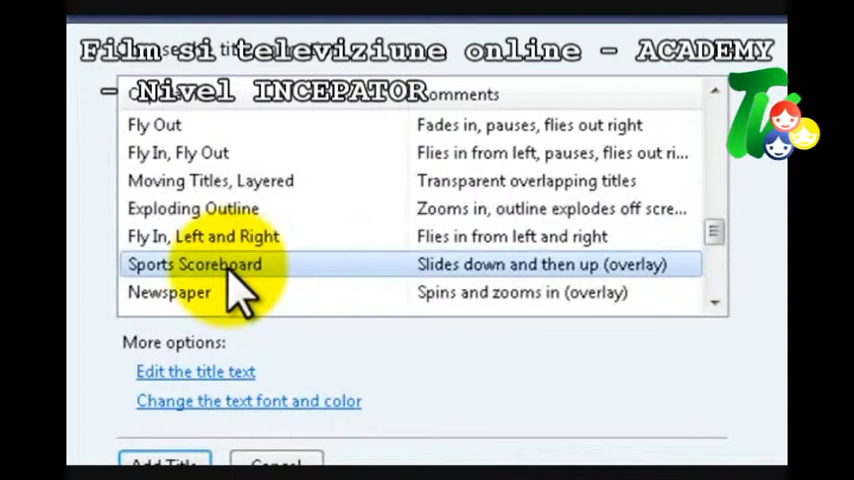 Film si televiziune online - ACADEMY
- Nivel INCEPATOR
omments
Fly Out Fades in, pauses, flies out right
Fly In, Fly Out Flies in from left, pauses, flies out ri...
Moving Titles, Layered Transparent overlapping titles
Exploding Outline Zooms in, outline explodes off scre...
Fly In, Left and Right Flies in from left and right
Sports Scoreboard Slides down and then up (overlay)
Newspaper Spins and zooms in (overlay)
More options:
Edit the title text
Change the text font and color
Add Title Cancel